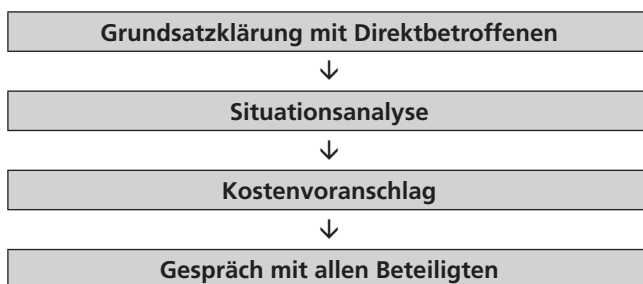 Grundsatzklärung mit Direktbetroffenen
↓
Situationsanalyse
↓
Kostenvoranschlag
↓
Gespräch mit allen Beteiligten